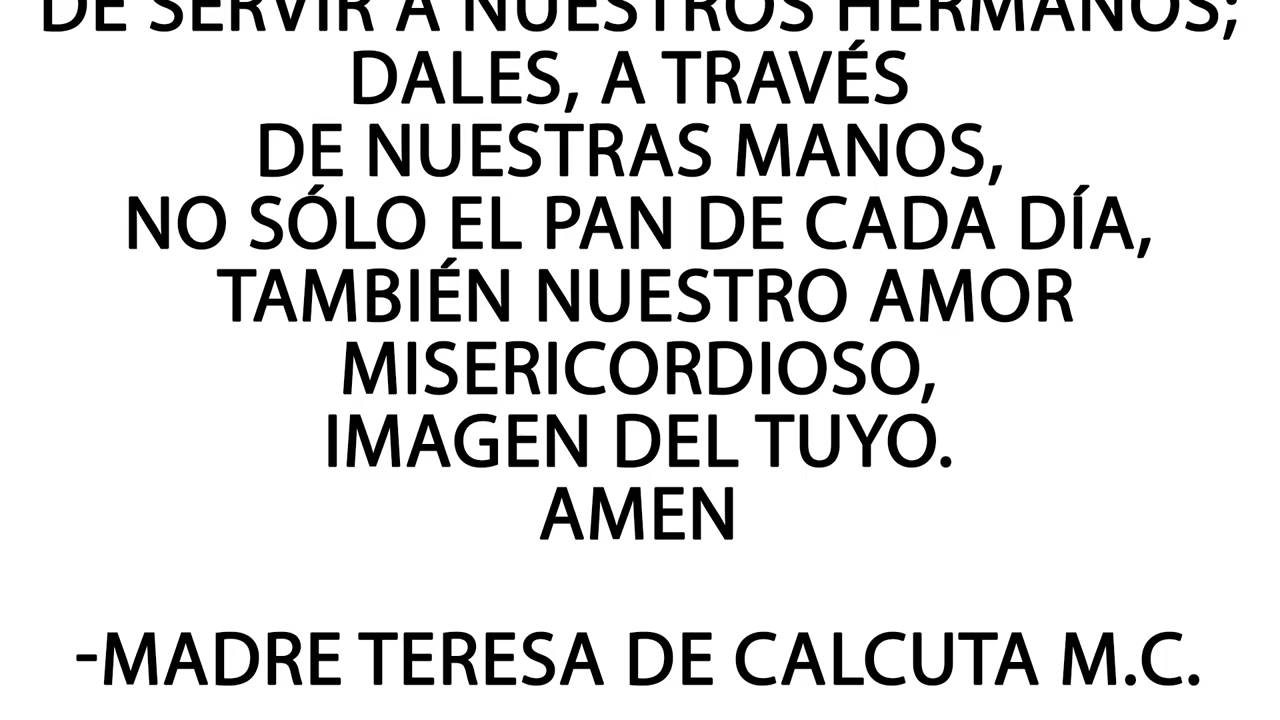 DE SERVIR A NUESTROS HERMANOS;
DALES, A TRAVÉS
DE NUESTRAS MANOS,
NO SÓLO EL PAN DE CADA DÍA,
TAMBIÉN NUESTRO AMOR
MISERICORDIOSO,
IMAGEN DEL TUYO.
AMEN
-MADRE TERESA DE CALCUTA M.C.